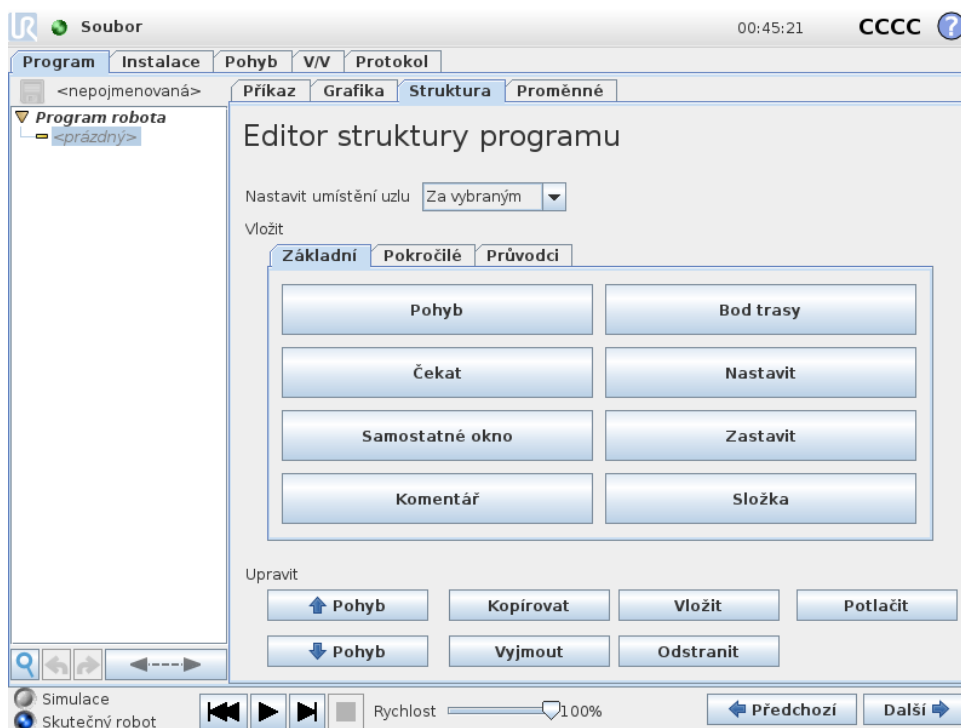 UR Soubor 00:45:21 CCCC ?
Program Instalace Pohyb V/V Protokol
<nepojmenovaná> Příkaz Grafika Struktura Proměnné
Program robota
<prázdný>
Editor struktury programu
Nastavit umístění uzlu Za vybraným
Vložit
Základní Pokročilé Průvodci
Pohyb Bod trasy
Čekat Nastavit
Samostatné okno Zastavit
Komentář Složka
Upravit
Pohyb Kopírovat Vložit Potlačit
Pohyb Vyjmout Odstranit
Simulace
Skutečný robot
Rychlost 100% Předchozí Další